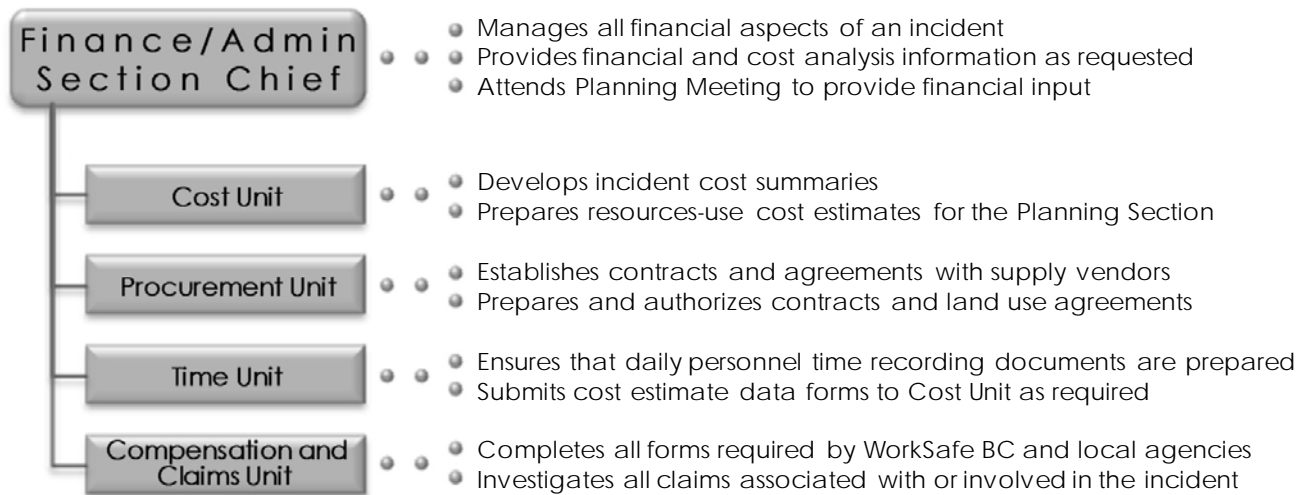 Finance/Admin
Section Chief
Manages all financial aspects of an incident
Provides financial and cost analysis information as requested
Attends Planning Meeting to provide financial input
Cost Unit
Develops incident cost summaries
Prepares resources-use cost estimates for the Planning Section
Procurement Unit
Establishes contracts and agreements with supply vendors
Prepares and authorizes contracts and land use agreements
Time Unit
Ensures that daily personnel time recording documents are prepared
Submits cost estimate data forms to Cost Unit as required
Compensation and
Claims Unit
Completes all forms required by WorkSafe BC and local agencies
Investigates all claims associated with or involved in the incident